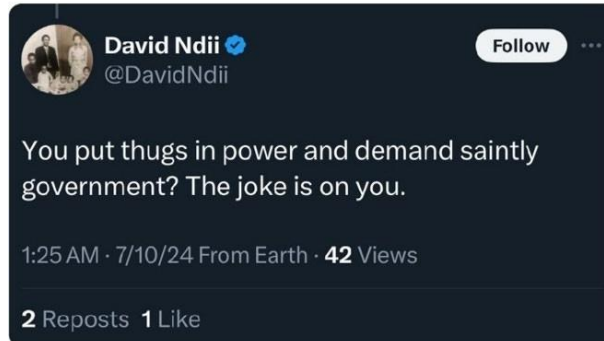 David Ndii
Follow
@DavidNdii
You put thugs in power and demand saintly
government? The joke is on you.
1:25 AM · 7/10/24 From Earth · 42 Views
2 Reposts 1 Like